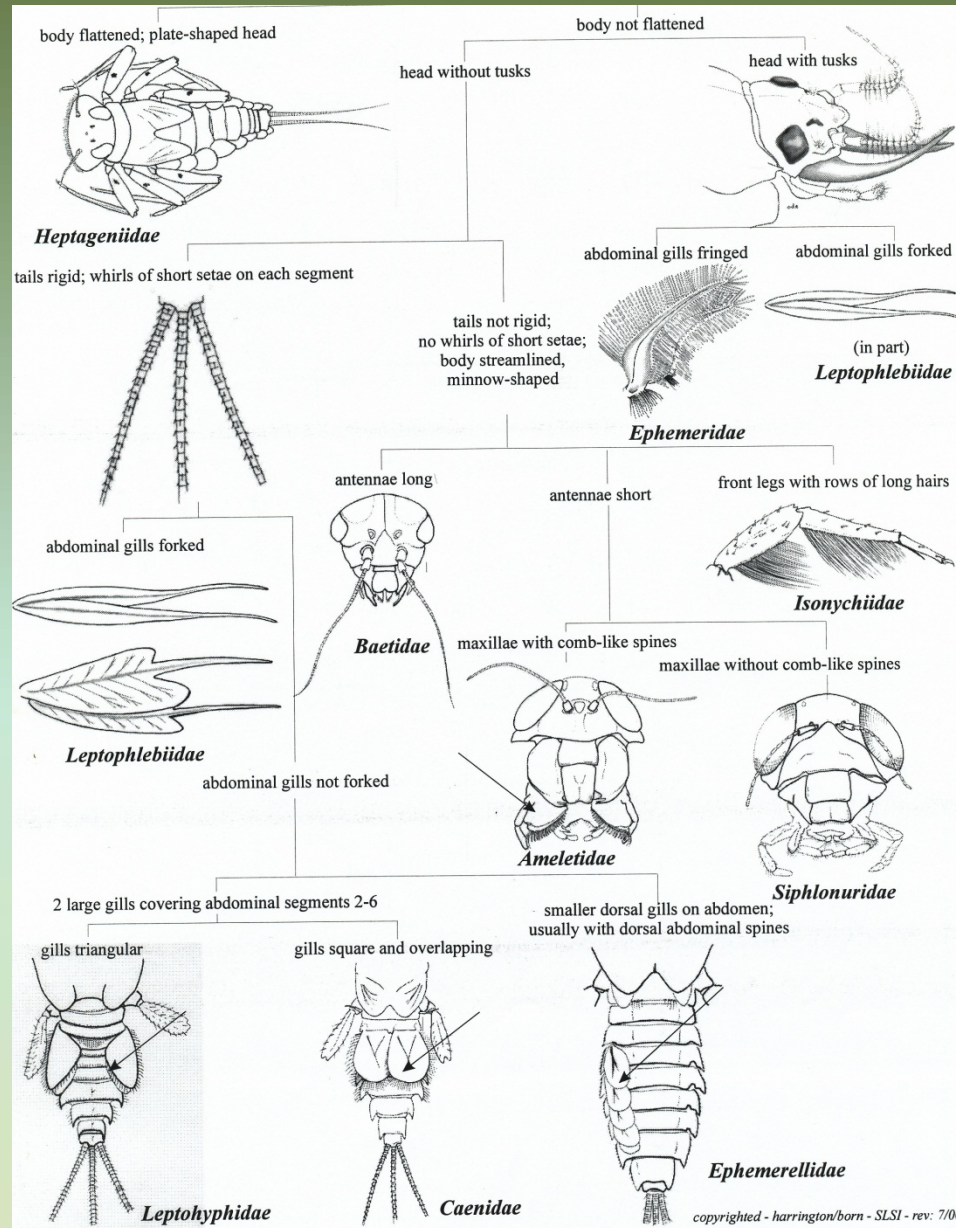 body not flattened
body flattened; plate-shaped head
head without tusks
head with tusks
Heptageniidae
abdominal gills fringed
abdominal gills forked
tails rigid; whirls of short setae on each segment
tails not rigid;
no whirls of short setae;
body streamlined,
minnow-shaped
(in part)
Leptophlebiidae
Ephemeridae
antennae long
antennae short
front legs with rows of long hairs
abdominal gills forked
Isonychiidae
Baetidae
maxillae with comb-like spines
maxillae without comb-like spines
Leptophlebiidae
abdominal gills not forked
Ameletidae
Siphlonuridae
2 large gills covering abdominal segments 2-6
smaller dorsal gills on abdomen;
usually with dorsal abdominal spines
gills triangular
gills square and overlapping
Ephemerellidae
Leptohyphidae
Caenidae
copyrighted - harrington/born - SLSI - rev: 7/0